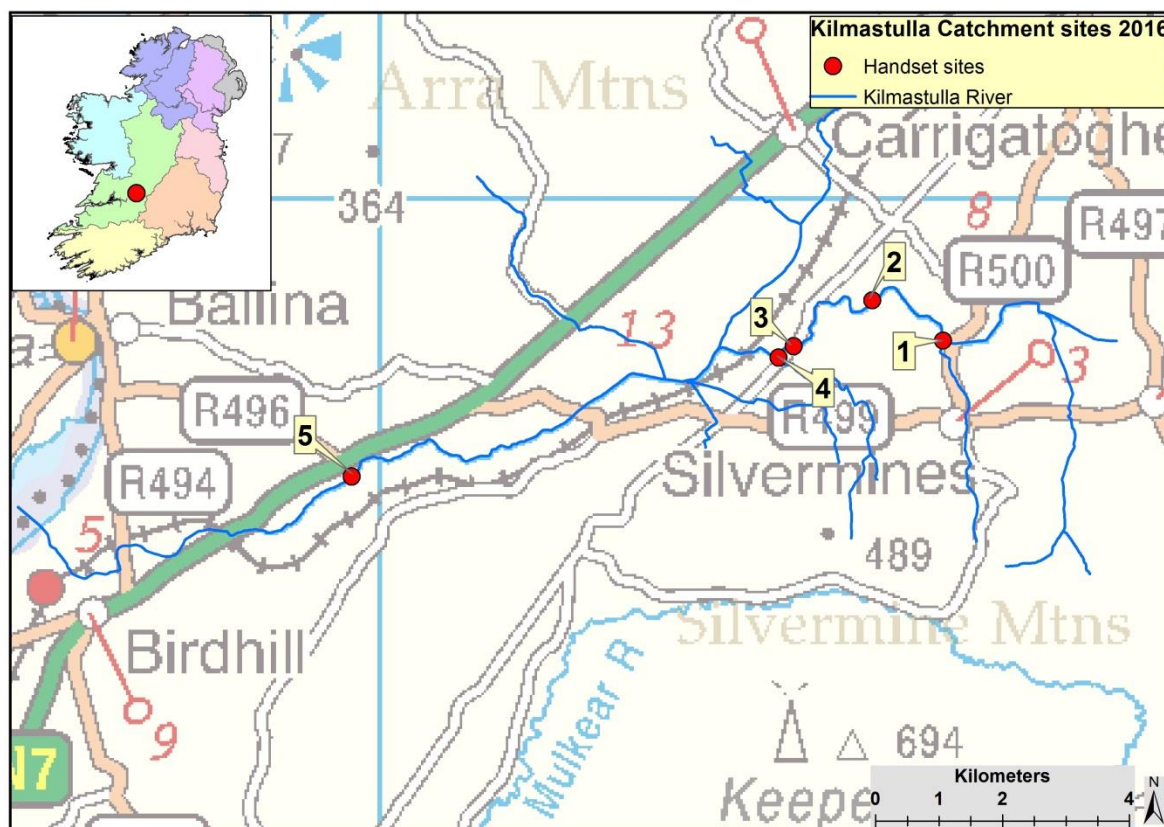 Kilmastulla Catchment sites 2016
Handset sites
Kilmastulla River
Arra Mtns
Carrigatoghe
7
364
8
R497
R500
2
Ballina
a
13
3
1
4
3
R496
R499
5
Silvermines
R494
5
489
Silvermine Mtns
Birdhill
Mulkear R
9
694
N7
Keepe
Kilometers
0 1 2 4
N